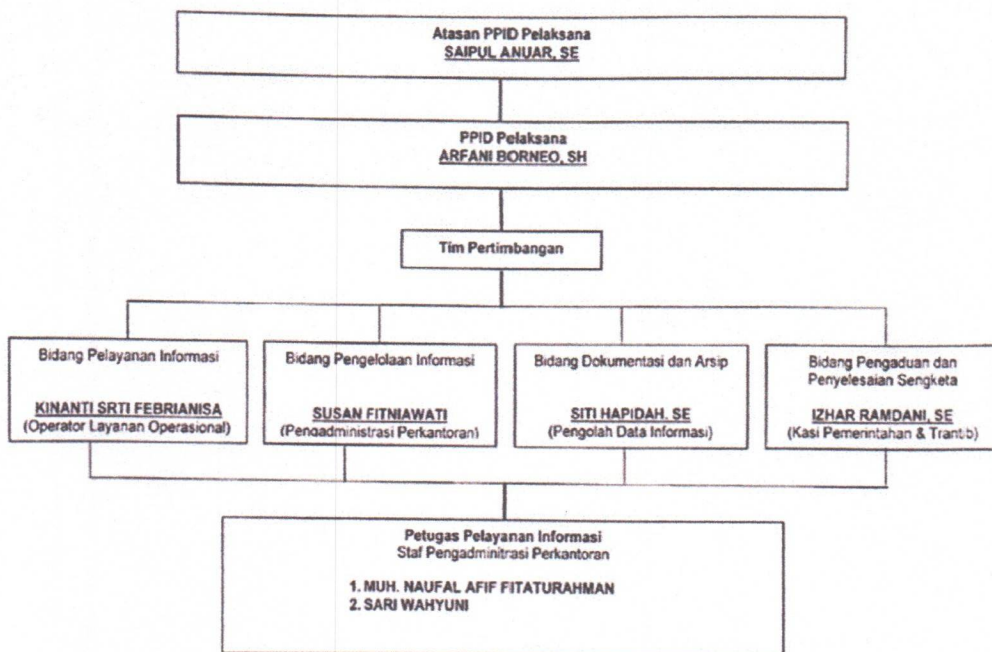 Atasan PPID Pelaksana
SAIPUL ANUAR, SE
PPID Pelaksana
ARFANI BORNEO, SH
Tim Pertimbangan
Bidang Pelayanan Informasi
KINANTI SRTI FEBRIANISA
(Operator Layanan Operasional)
Bidang Pengelolaan Informasi
SUSAN FITNIAWATI
(Pengadministrasi Perkantoran)
Bidang Dokumentasi dan Arsip
SITI HAPIDAH, SE
(Pengolah Data Informasi)
Bidang Pengaduan dan
Penyelesaian Sengketa
IZHAR RAMDANI, SE
(Kasi Pemerintahan & Trantib)
Petugas Pelayanan Informasi
Staf Pengadminitrasi Perkantoran
1. MUH. NAUFAL AFIF FITATURAHMAN
2. SARI WAHYUNI